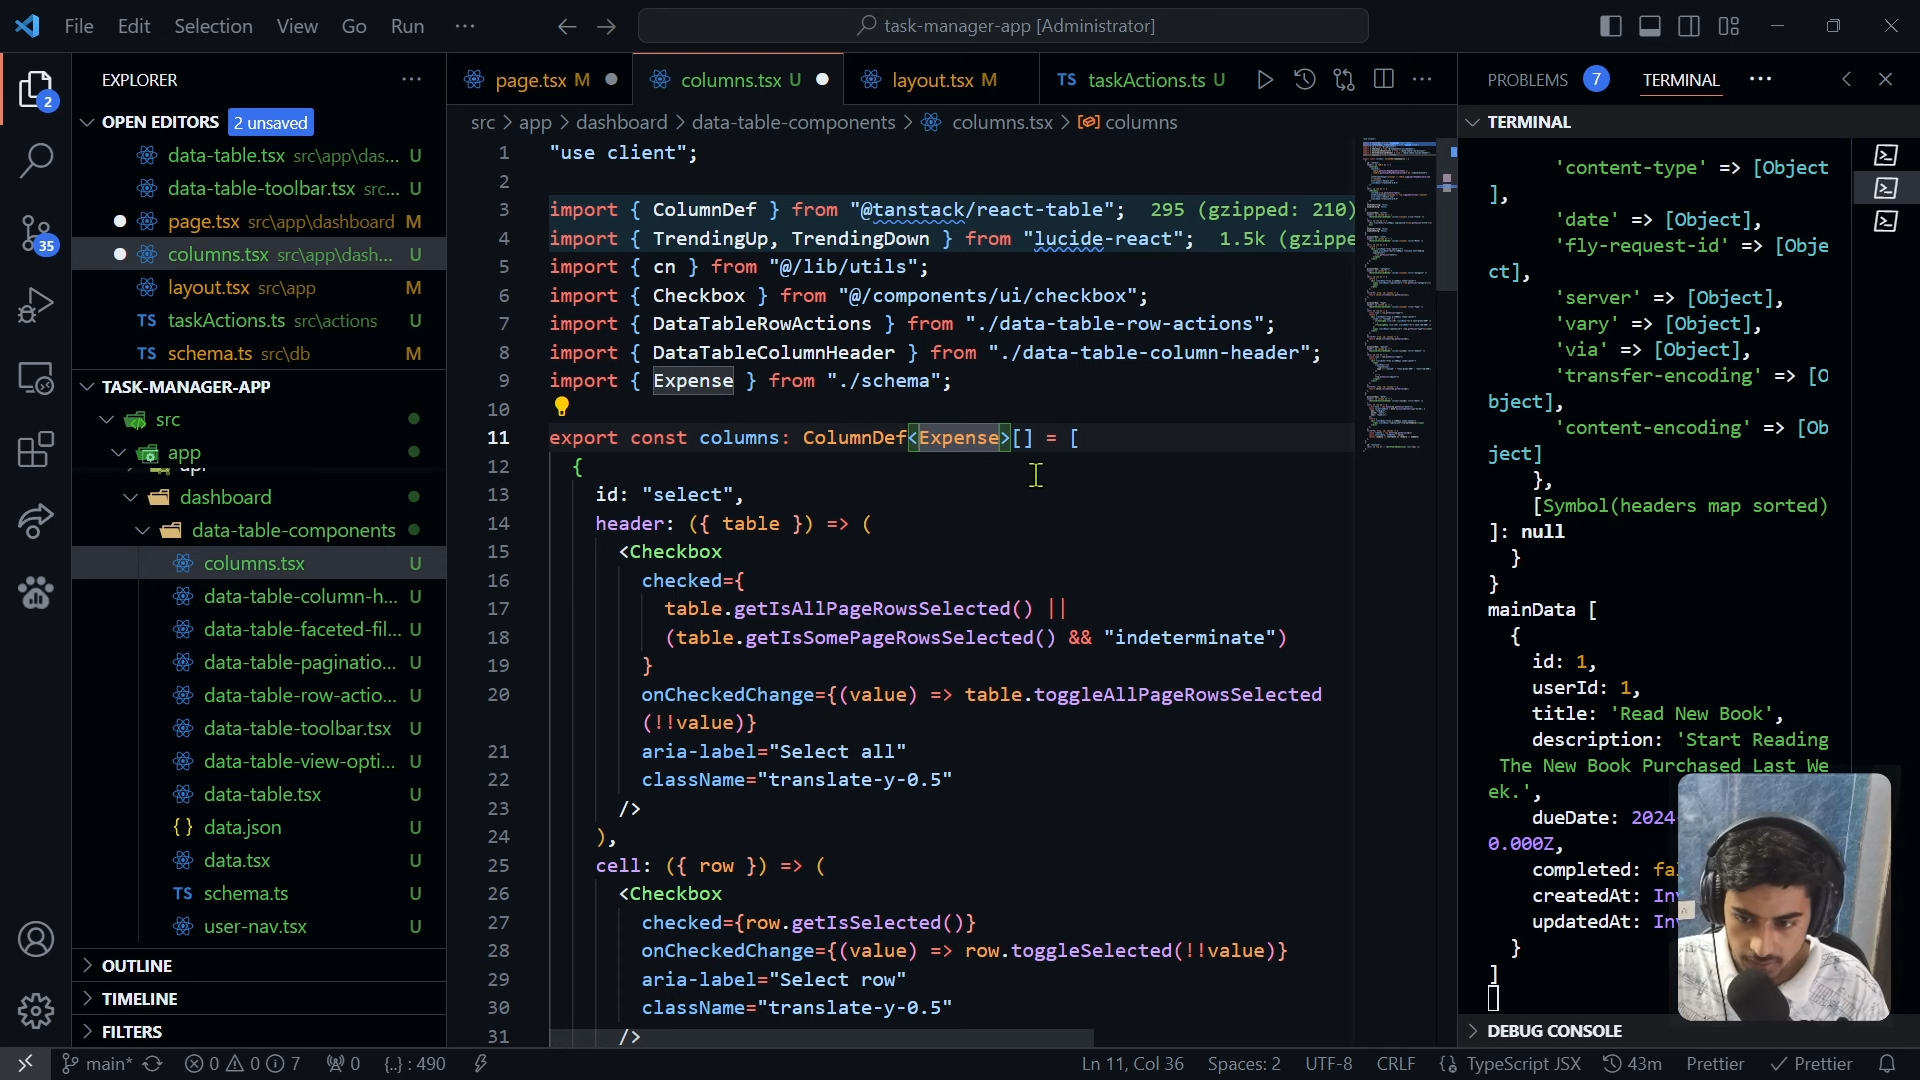 File Edit Selection View Go Run ···
task-manager-app [Administrator]
EXPLORER
OPEN EDITORS 2 unsaved
data-table.tsx src\app\das... U
data-table-toolbar.tsx src... U
page.tsx src\app\dashboard M
columns.tsx src\app\dash... U
layout.tsx src\app M
TS taskActions.ts src\actions U
TS schema.ts src\db M
TASK-MANAGER-APP
src
app
dashboard
data-table-components
columns.tsx U
data-table-column-h... U
data-table-faceted-fil... U
data-table-paginatio... U
data-table-row-actio... U
data-table-toolbar.tsx U
data-table-view-opti... U
data-table.tsx U
{ } data.json U
data.tsx U
TS schema.ts U
user-nav.tsx U
OUTLINE
TIMELINE
FILTERS
2
35
page.tsx M
columns.tsx U
layout.tsx M
TS taskActions.ts U
src > app > dashboard > data-table-components > columns.tsx > columns
1 "use client";
2
3 import { ColumnDef } from "@tanstack/react-table"; 295 (gzipped: 210)
4 import { TrendingUp, TrendingDown } from "lucide-react"; 1.5k (gzippe
5 import { cn } from "@/lib/utils";
6 import { Checkbox } from "@/components/ui/checkbox";
7 import { DataTableRowActions } from "./data-table-row-actions";
8 import { DataTableColumnHeader } from "./data-table-column-header";
9 import { Expense } from "./schema";
10
11 export const columns: ColumnDef<Expense>[] = [
12 {
13 id: "select",
14 header: ({ table }) => (
15 <Checkbox
16 checked={
17 table.getIsAllPageRowsSelected() ||
18 (table.getIsSomePageRowsSelected() && "indeterminate")
19 }
20 onCheckedChange={(value) => table.toggleAllPageRowsSelected
(!!value)}
21 aria-label="Select all"
22 className="translate-y-0.5"
23 />
24 ),
25 cell: ({ row }) => (
26 <Checkbox
27 checked={row.getIsSelected()}
28 onCheckedChange={(value) => row.toggleSelected(!!value)}
29 aria-label="Select row"
30 className="translate-y-0.5"
31 />
PROBLEMS 7 TERMINAL ···
TERMINAL
'content-type' => [Object
],
'date' => [Object],
'fly-request-id' => [Obje
ct],
'server' => [Object],
'vary' => [Object],
'via' => [Object],
'transfer-encoding' => [O
bject],
'content-encoding' => [Ob
ject]
},
[Symbol(headers map sorted)
]: null
}
}
mainData [
{
id: 1,
userId: 1,
title: 'Read New Book',
description: 'Start Reading
The New Book Purchased Last We
ek.',
dueDate: 2024-
0.000Z,
completed: fa
createdAt: In
updatedAt: In
}
]
DEBUG CONSOLE
main* 0 0 7 0 {..} : 490 Ln 11, Col 36 Spaces: 2 UTF-8 CRLF TypeScript JSX 43m Prettier Prettier